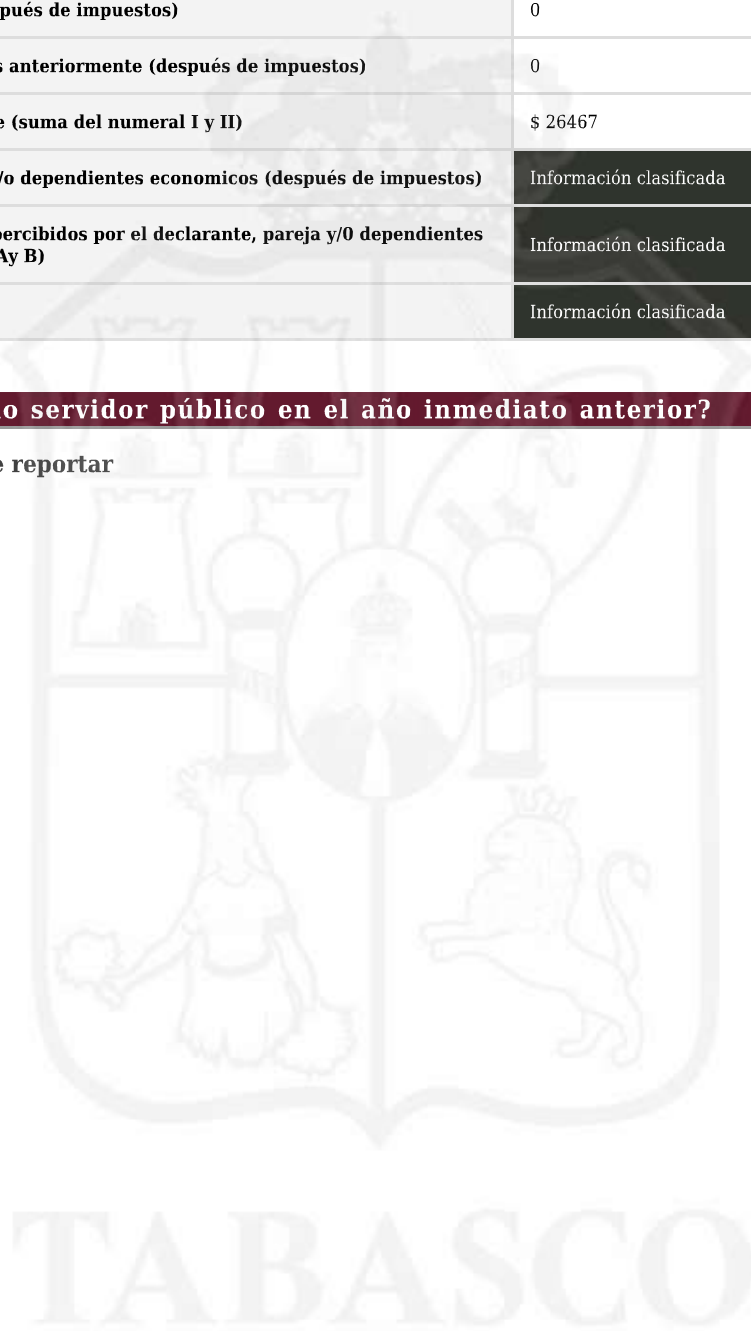 pués de impuestos) 0
s anteriormente (después de impuestos) 0
e (suma del numeral I y II) $ 26467
/o dependientes economicos (después de impuestos) Información clasificada
percibidos por el declarante, pareja y/0 dependientes
Ay B) Información clasificada
Información clasificada
o servidor público en el año inmediato anterior?
e reportar
TABASCO